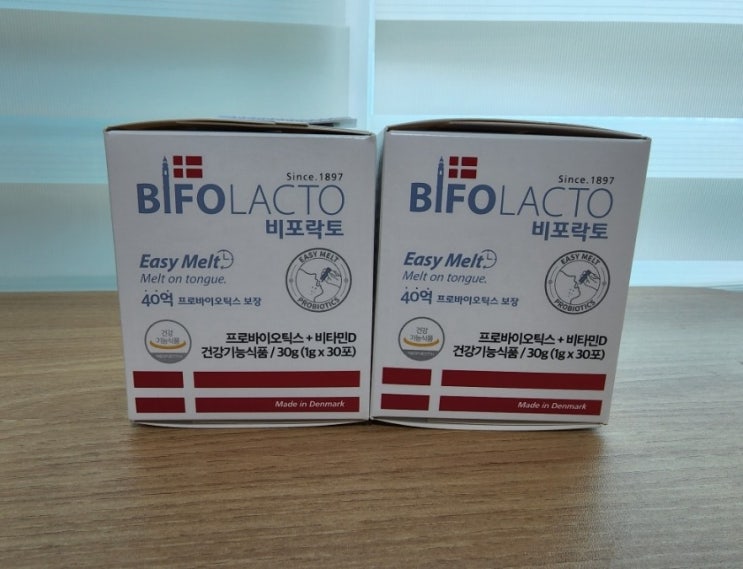 Since.1897
BIFOLACTO
비포락토
Easy Melt
Melt on tongue.
40억 프로바이오틱스 보장
EASY MELT
PROBIOTICS
건강
기능식품
프로바이오틱스 + 비타민D
건강기능식품 / 30g (1g x 30포)
Made in Denmark
Since.1897
BIFOLACTO
비포락토
Easy Melt
Melt on tongue.
40억 프로바이오틱스 보장
EASY MELT
PROBIOTICS
건강
기능식품
프로바이오틱스 + 비타민D
건강기능식품 / 30g (1g x 30포)
Made in Denmark